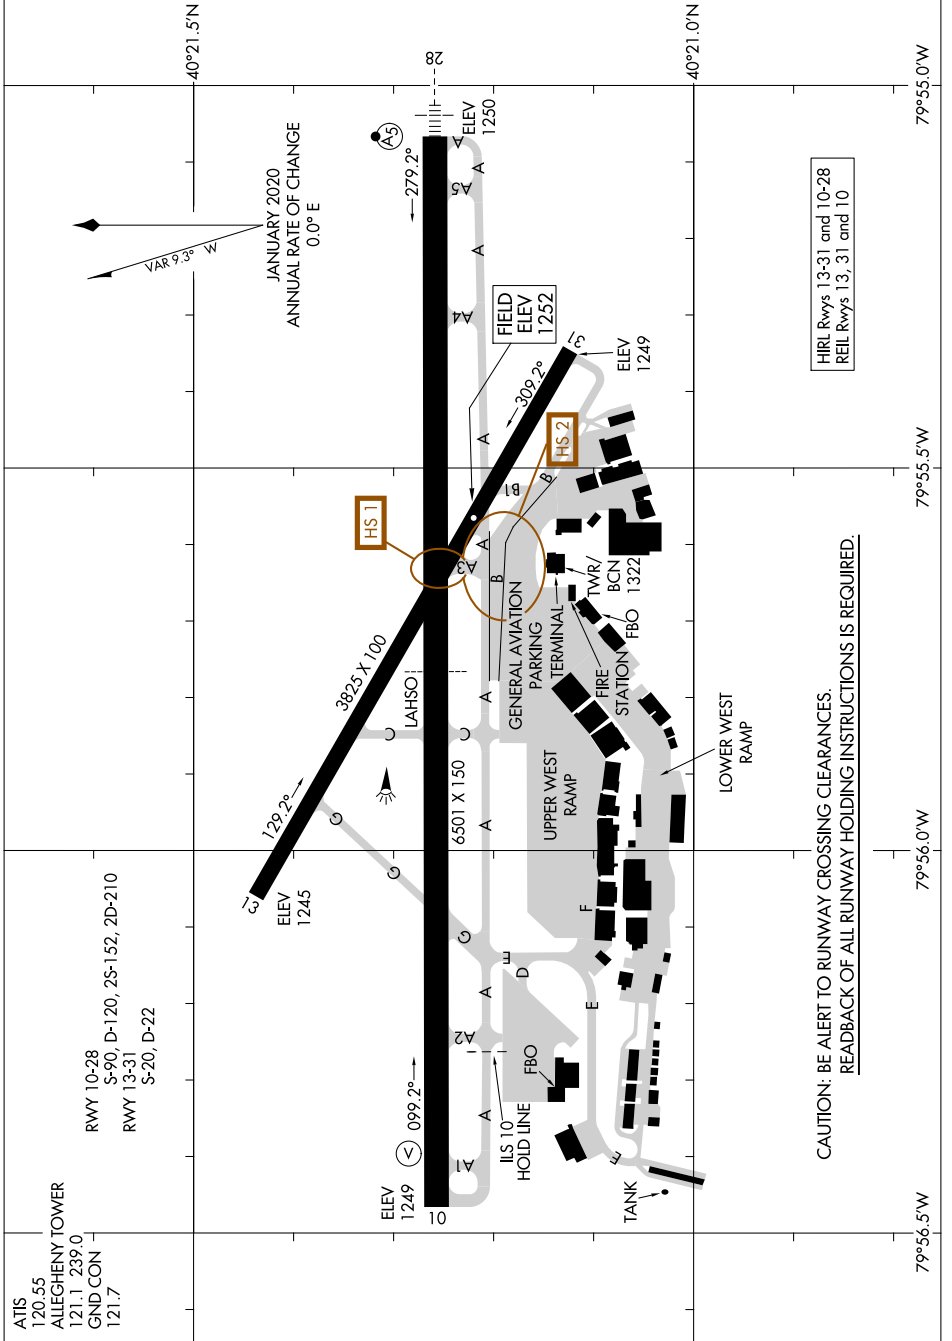 ATIS
120.55
ALLEGHENY TOWER
121.1 239.0
GND CON
121.7
RWY 10-28
S-90, D-120, 2S-152, 2D-210
RWY 13-31
S-20, D-22
VAR 9.3° W
JANUARY 2020
ANNUAL RATE OF CHANGE
0.0° E
40°21.5'N
40°21.0'N
13
ELEV
1245
129.2°
3825 X 100
G
G
G
C
C
LAHSO
HS 1
A5
28
ELEV
1250
279.2°
A
A5
A
A
A4
FIELD
ELEV
1252
309.2°
31
ELEV
1249
HS 2
A
B1
B
A
A3
B
V
099.2°
ELEV
1249
10
A1
A
A2
A
ILS 10
HOLD LINE
6501 X 150
A
A
GENERAL AVIATION
PARKING
TERMINAL
TWR/
BCN
1322
FBO
FIRE
STATION
UPPER WEST
RAMP
LOWER WEST
RAMP
E
D
F
E
FBO
E
TANK
HIRL Rwys 13-31 and 10-28
REIL Rwys 13, 31 and 10
CAUTION: BE ALERT TO RUNWAY CROSSING CLEARANCES.
READBACK OF ALL RUNWAY HOLDING INSTRUCTIONS IS REQUIRED.
79°56.5'W
79°56.0'W
79°55.5'W
79°55.0'W